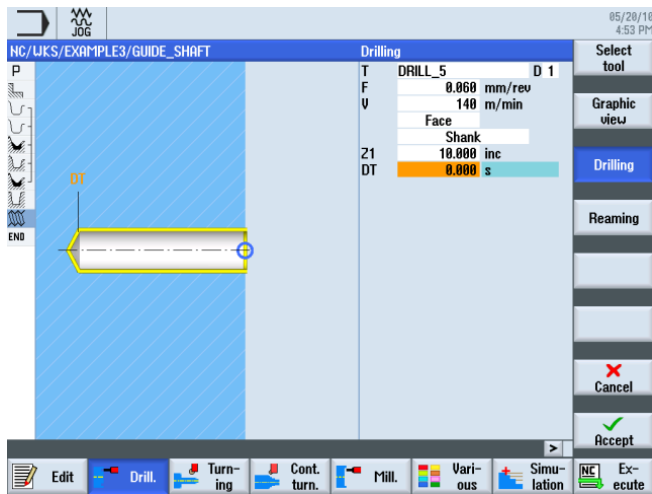 JOG
05/20/10
4:53 PM
NC/WKS/EXAMPLE3/GUIDE_SHAFT
Drilling
Select
tool
P
T DRILL_5 D 1
F 0.060 mm/rev
V 140 m/min
Face
Shank
Z1 10.000 inc
DT 0.000 s
Graphic
view
Drilling
DT
Reaming
END
Cancel
Accept
>
Edit
Drill.
Turn-
ing
Cont.
turn.
Mill.
Vari-
ous
Simu-
lation
NC
Ex-
ecute